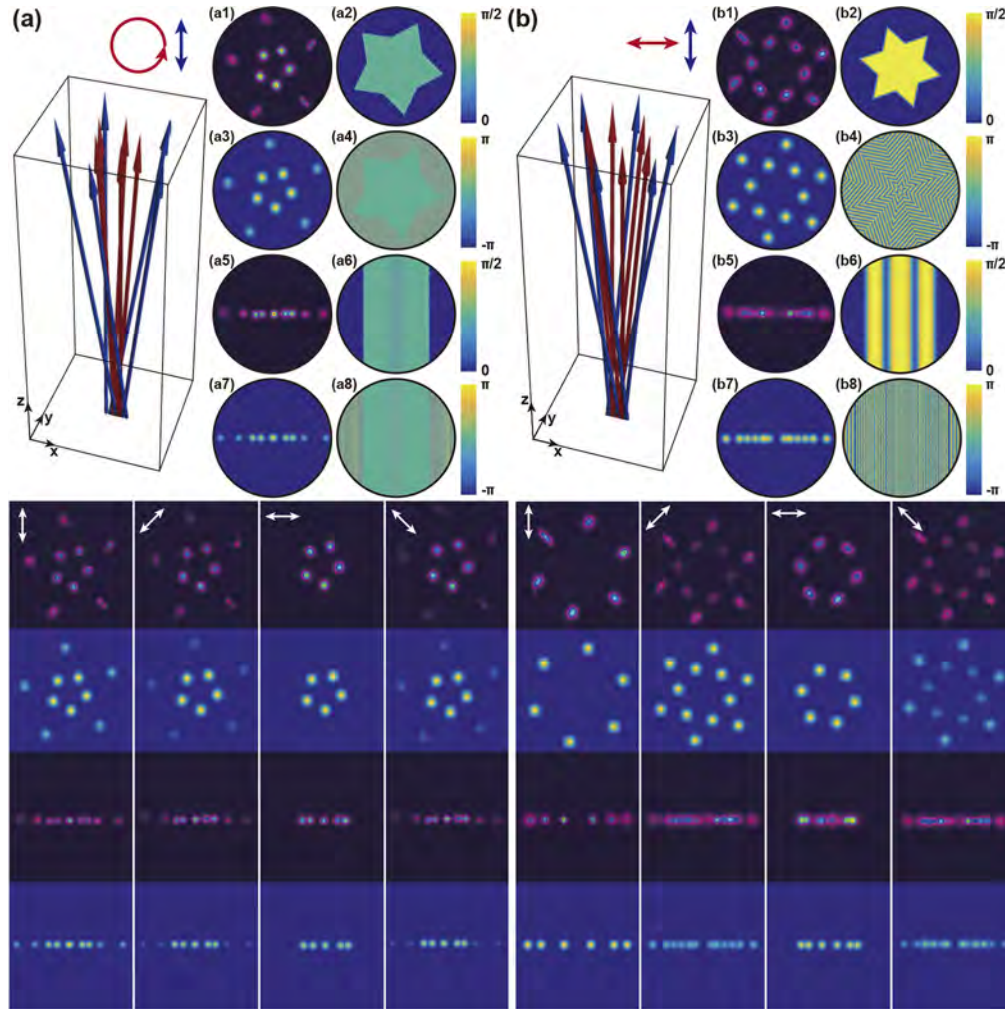 (a)
(a1)
(a2)
π/2
0
(a3)
(a4)
π
-π
(a5)
(a6)
π/2
0
(a7)
(a8)
π
-π
z
y
x
(b)
(b1)
(b2)
π/2
0
(b3)
(b4)
π
-π
(b5)
(b6)
π/2
0
(b7)
(b8)
π
-π
z
y
x